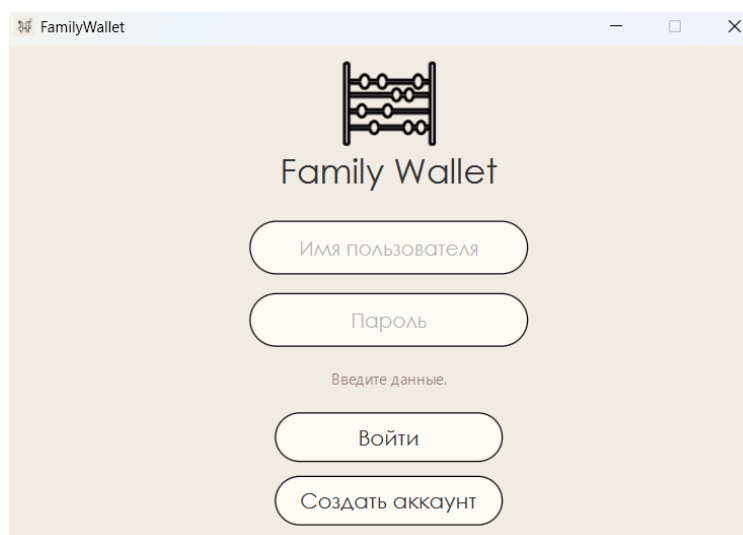 FamilyWallet
Family Wallet
Имя пользователя
Пароль
Введите данные.
Войти
Создать аккаунт